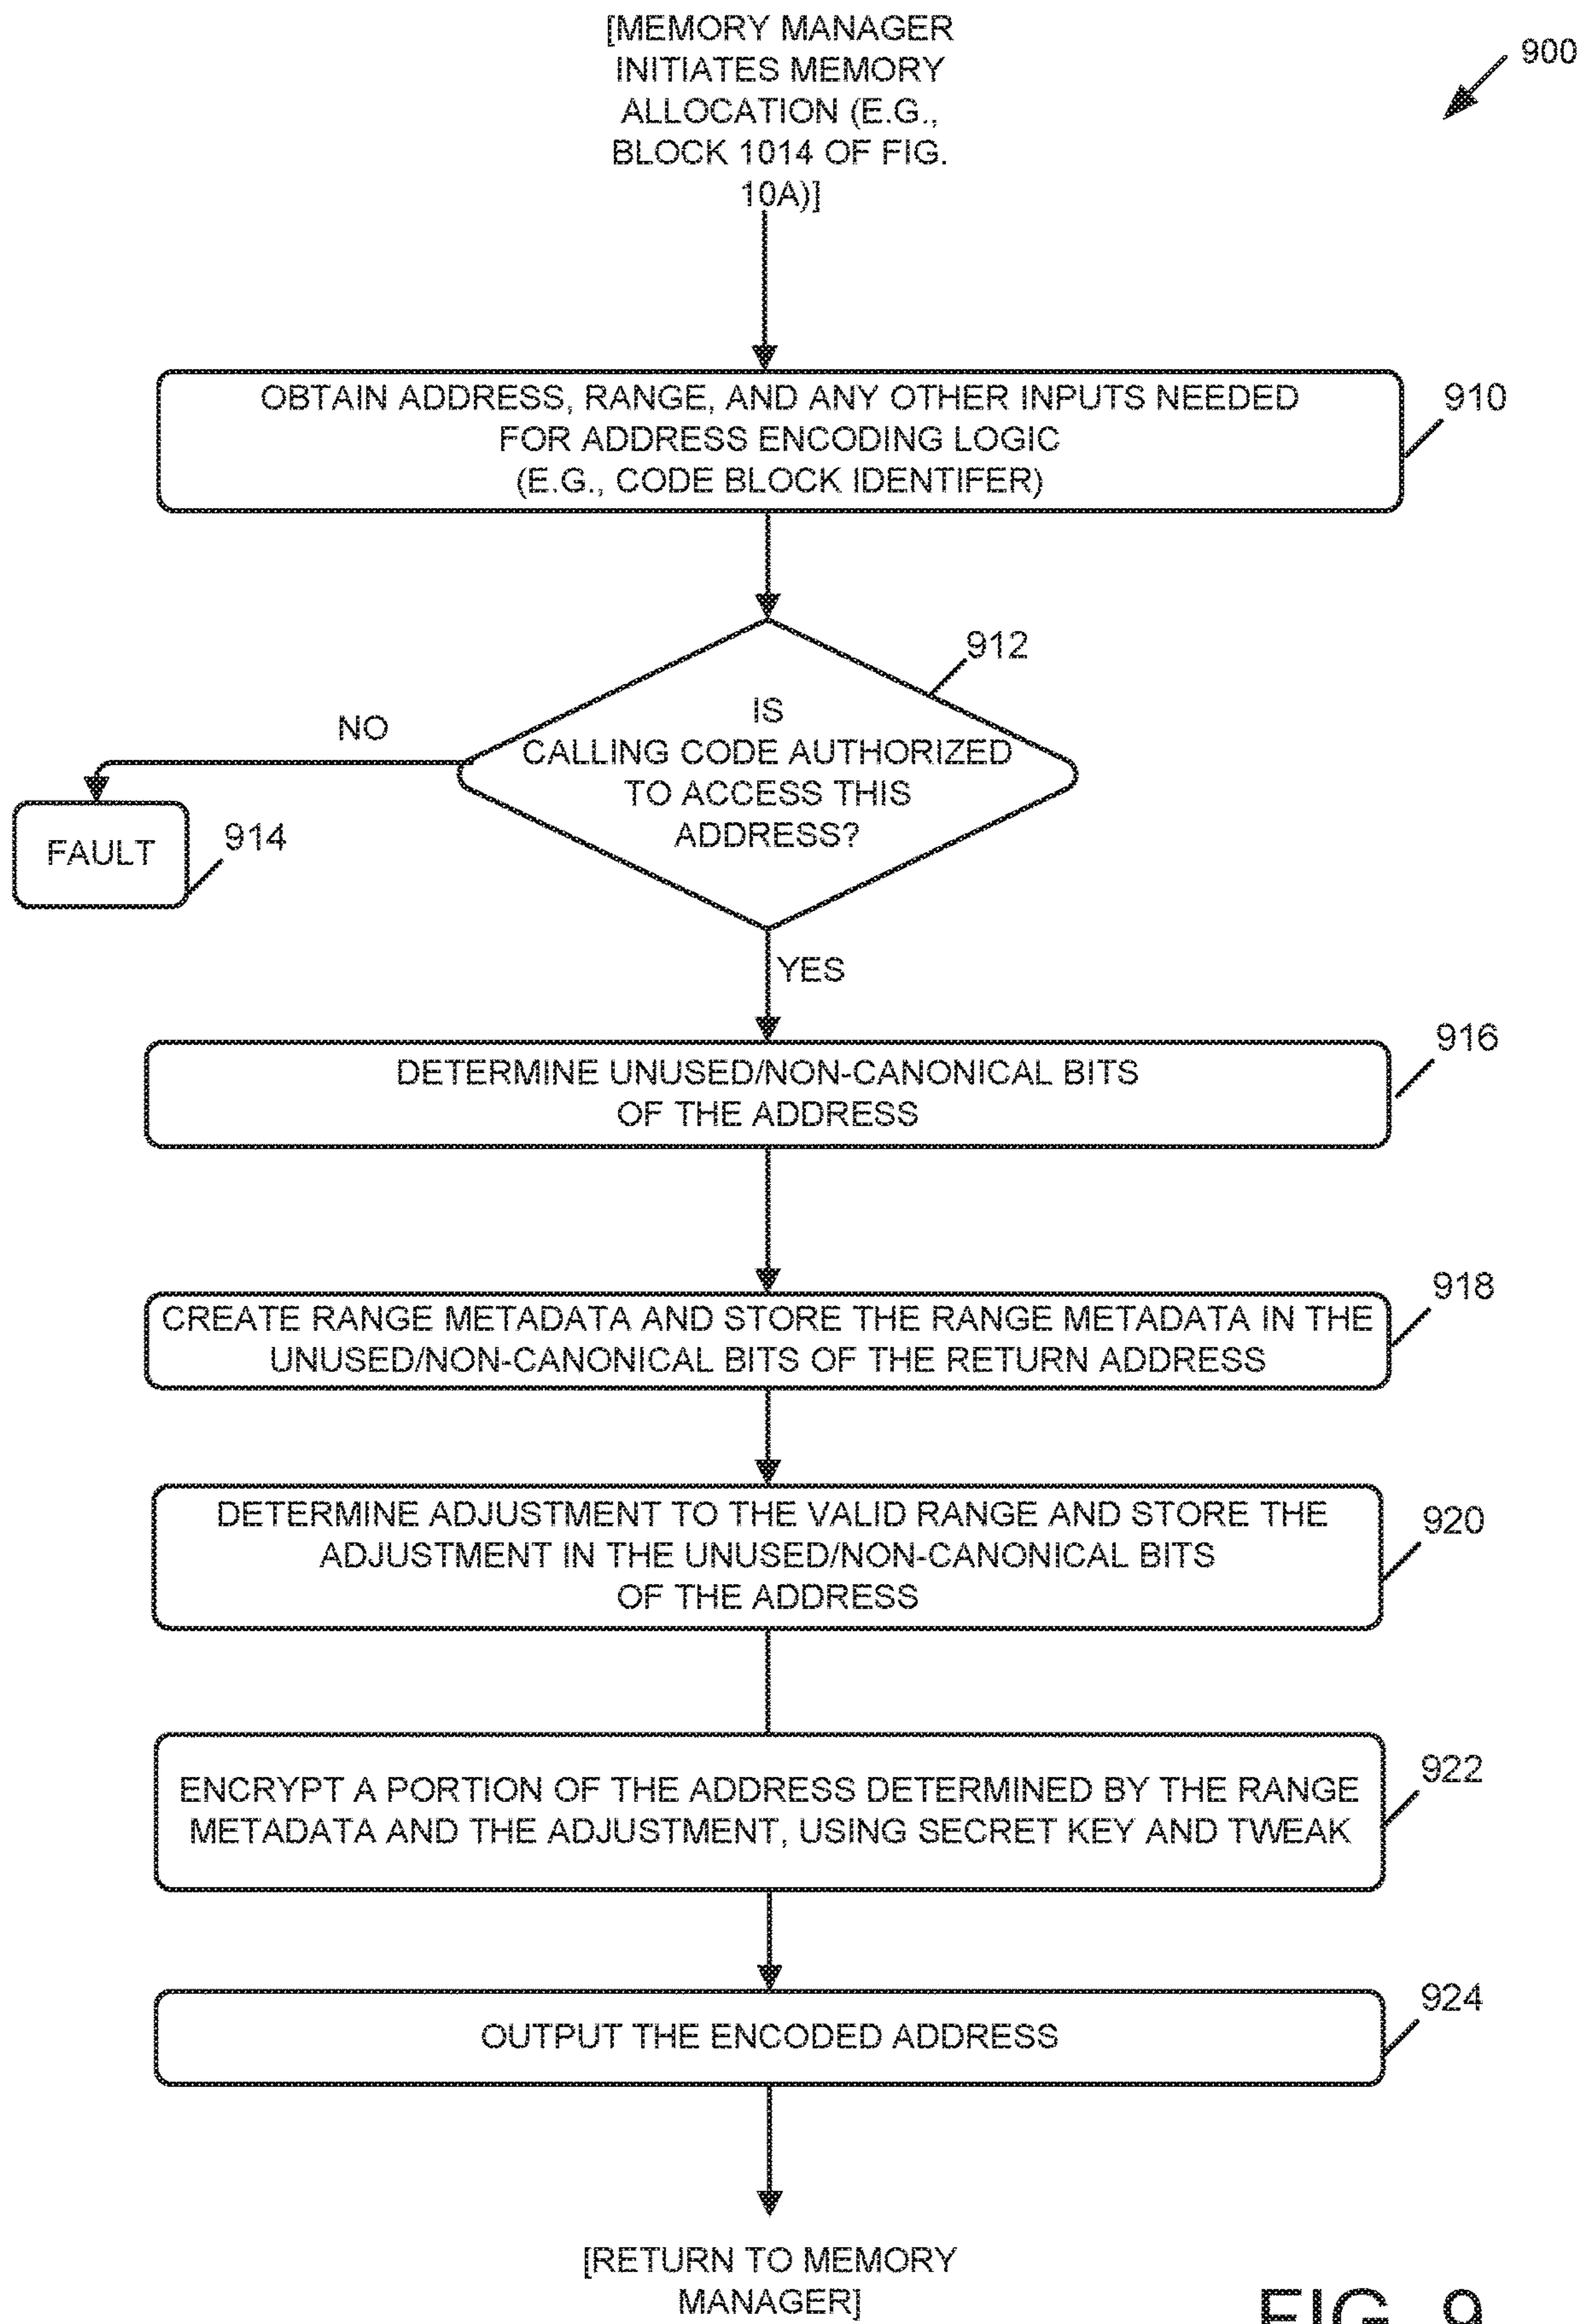 [MEMORY MANAGER
INITIATES MEMORY
ALLOCATION (E.G.,
BLOCK 1014 OF FIG.
10A)]
900
OBTAIN ADDRESS, RANGE, AND ANY OTHER INPUTS NEEDED
FOR ADDRESS ENCODING LOGIC
(E.G., CODE BLOCK IDENTIFER)
910
912
IS
CALLING CODE AUTHORIZED
TO ACCESS THIS
ADDRESS?
NO
FAULT
914
YES
DETERMINE UNUSED/NON-CANONICAL BITS
OF THE ADDRESS
916
CREATE RANGE METADATA AND STORE THE RANGE METADATA IN THE
UNUSED/NON-CANONICAL BITS OF THE RETURN ADDRESS
918
DETERMINE ADJUSTMENT TO THE VALID RANGE AND STORE THE
ADJUSTMENT IN THE UNUSED/NON-CANONICAL BITS
OF THE ADDRESS
920
ENCRYPT A PORTION OF THE ADDRESS DETERMINED BY THE RANGE
METADATA AND THE ADJUSTMENT, USING SECRET KEY AND TWEAK
922
OUTPUT THE ENCODED ADDRESS
924
[RETURN TO MEMORY
MANAGER]
FIG. 9